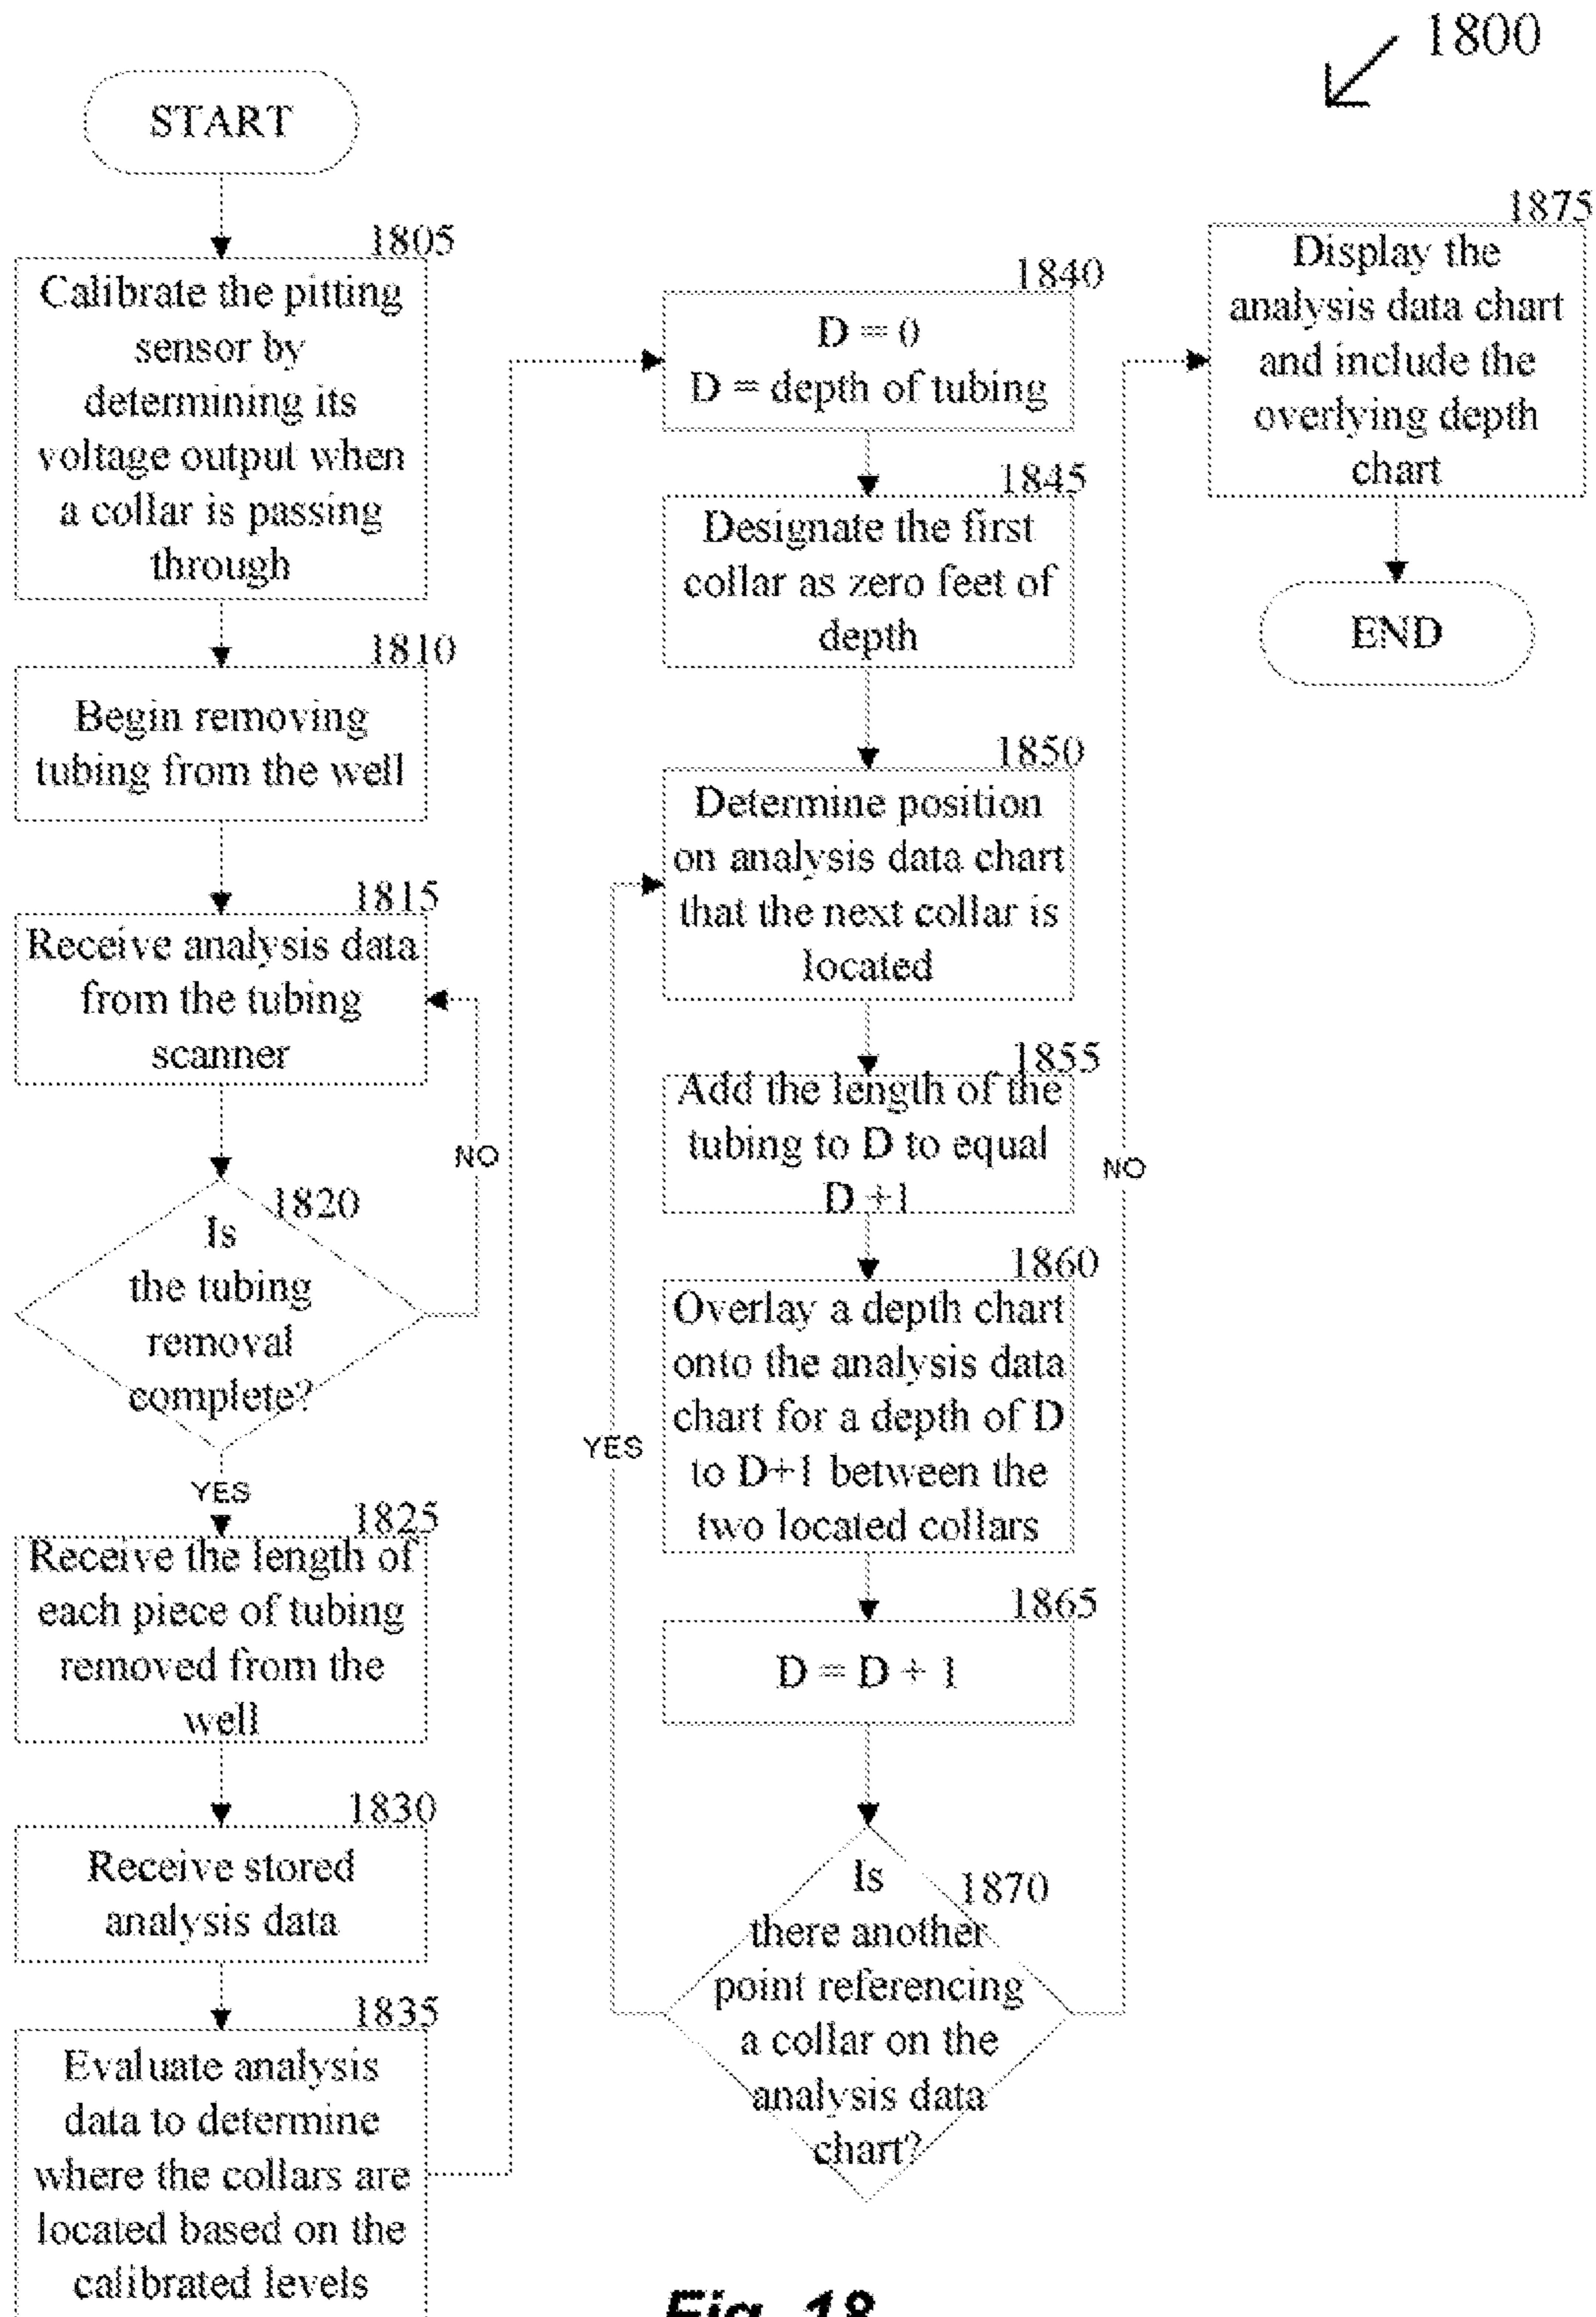 1800
START
1805
Calibrate the pitting
sensor by
determining its
voltage output when
a collar is passing
through
1810
Begin removing
tubing from the well
1815
Receive analysis data
from the tubing
scanner
1820
Is
the tubing
removal
complete?
NO
YES
1825
Receive the length of
each piece of tubing
removed from the
well
1830
Receive stored
analysis data
1835
Evaluate analysis
data to determine
where the collars are
located based on the
calibrated levels
1840
D = 0
D = depth of tubing
1845
Designate the first
collar as zero feet of
depth
1850
Determine position
on analysis data chart
that the next collar is
located
1855
Add the length of the
tubing to D to equal
D +1
1860
Overlay a depth chart
onto the analysis data
chart for a depth of D
to D+1 between the
two located collars
1865
D = D + 1
1870
Is
there another
point referencing
a collar on the
analysis data
chart?
YES
NO
1875
Display the
analysis data chart
and include the
overlying depth
chart
END
Fig. 18